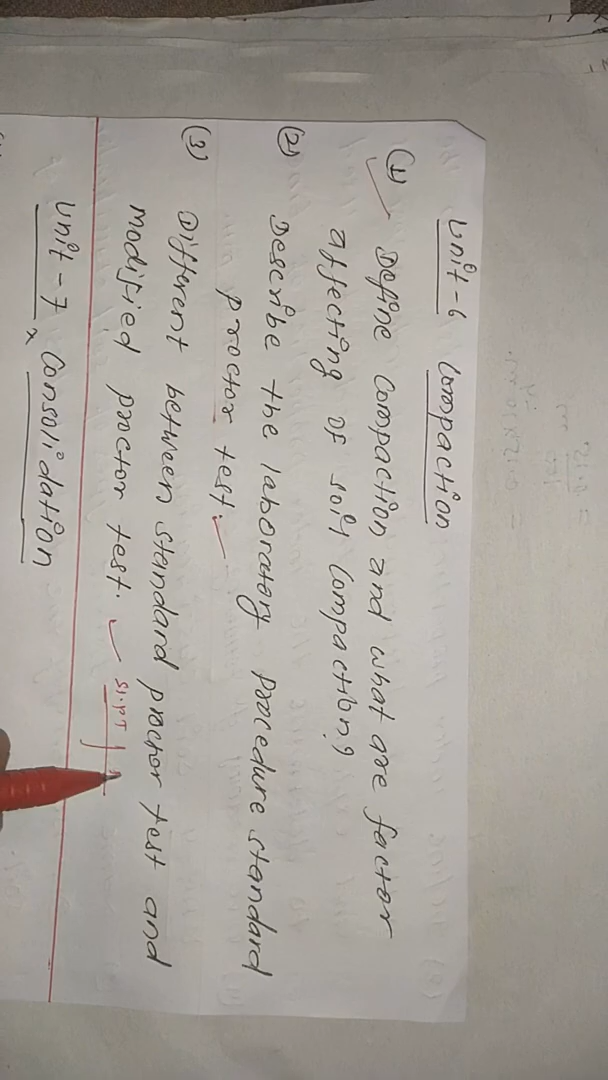 Unit-6 Compaction
(1) Define Compaction and what are factor
affecting of soil Compaction?
(2) Describe the laboratory procedure standard
proctor test.
(3) Different between standard proctor test and
modified proctor test.
Unit-7 Consolidation